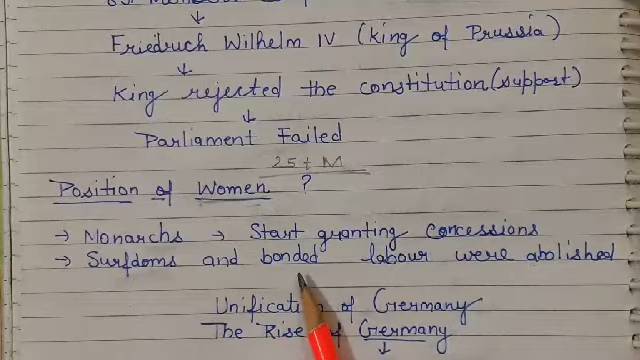 ↓
Friedruch Wilhelm IV (king of Prussia)
↓
King rejected the constitution (support)
↓
Parliament Failed
25 + M
Position of Women ?
→ Monarchs → Start granting concessions
→ Surfdoms and bonded labour were abolished
Unification of Germany
The Rise of Germany
↓